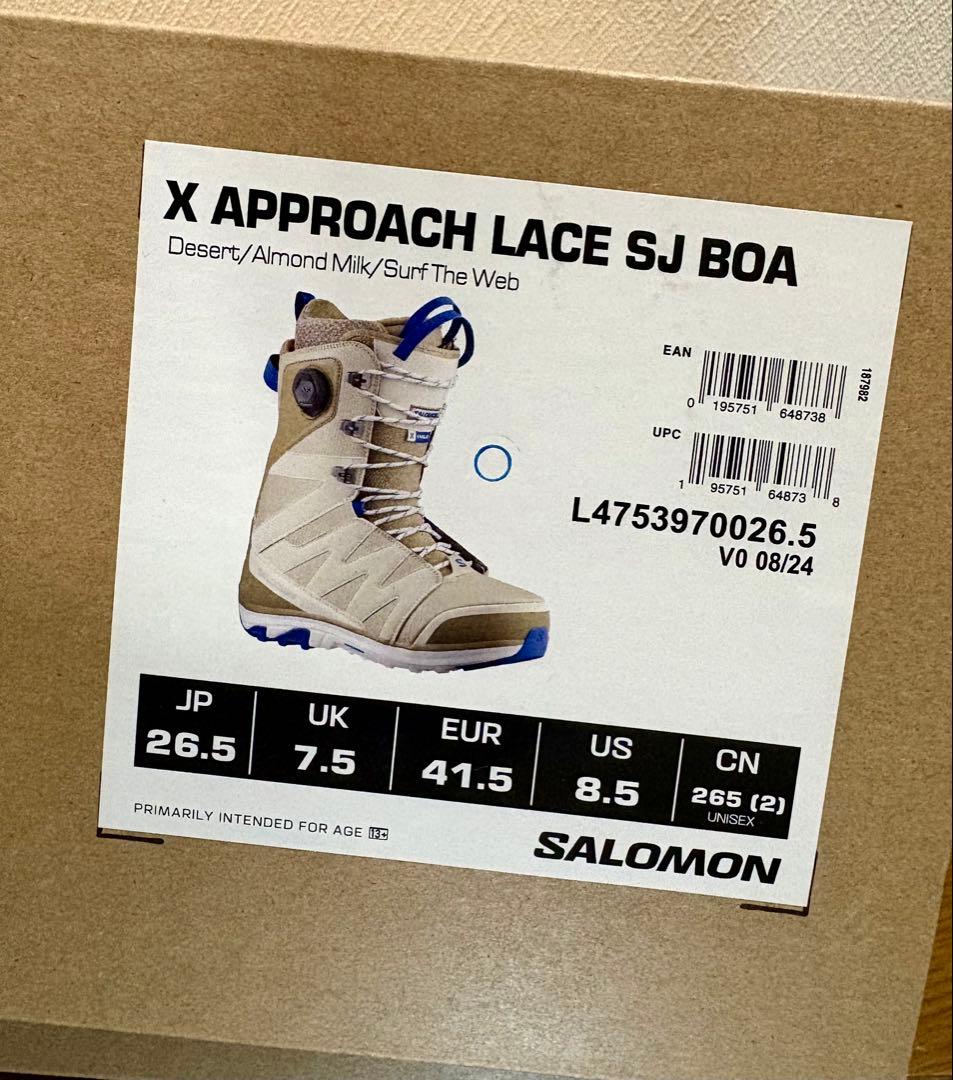 X APPROACH LACE SJ BOA
Desert/Almond Milk/Surf The Web
EAN
0 195751 648738
187982
UPC
1 95751 64873 8
L4753970026.5
V0 08/24
JP
26.5
UK
7.5
EUR
41.5
US
8.5
CN
265 (2)
UNISEX
PRIMARILY INTENDED FOR AGE 13+
SALOMON